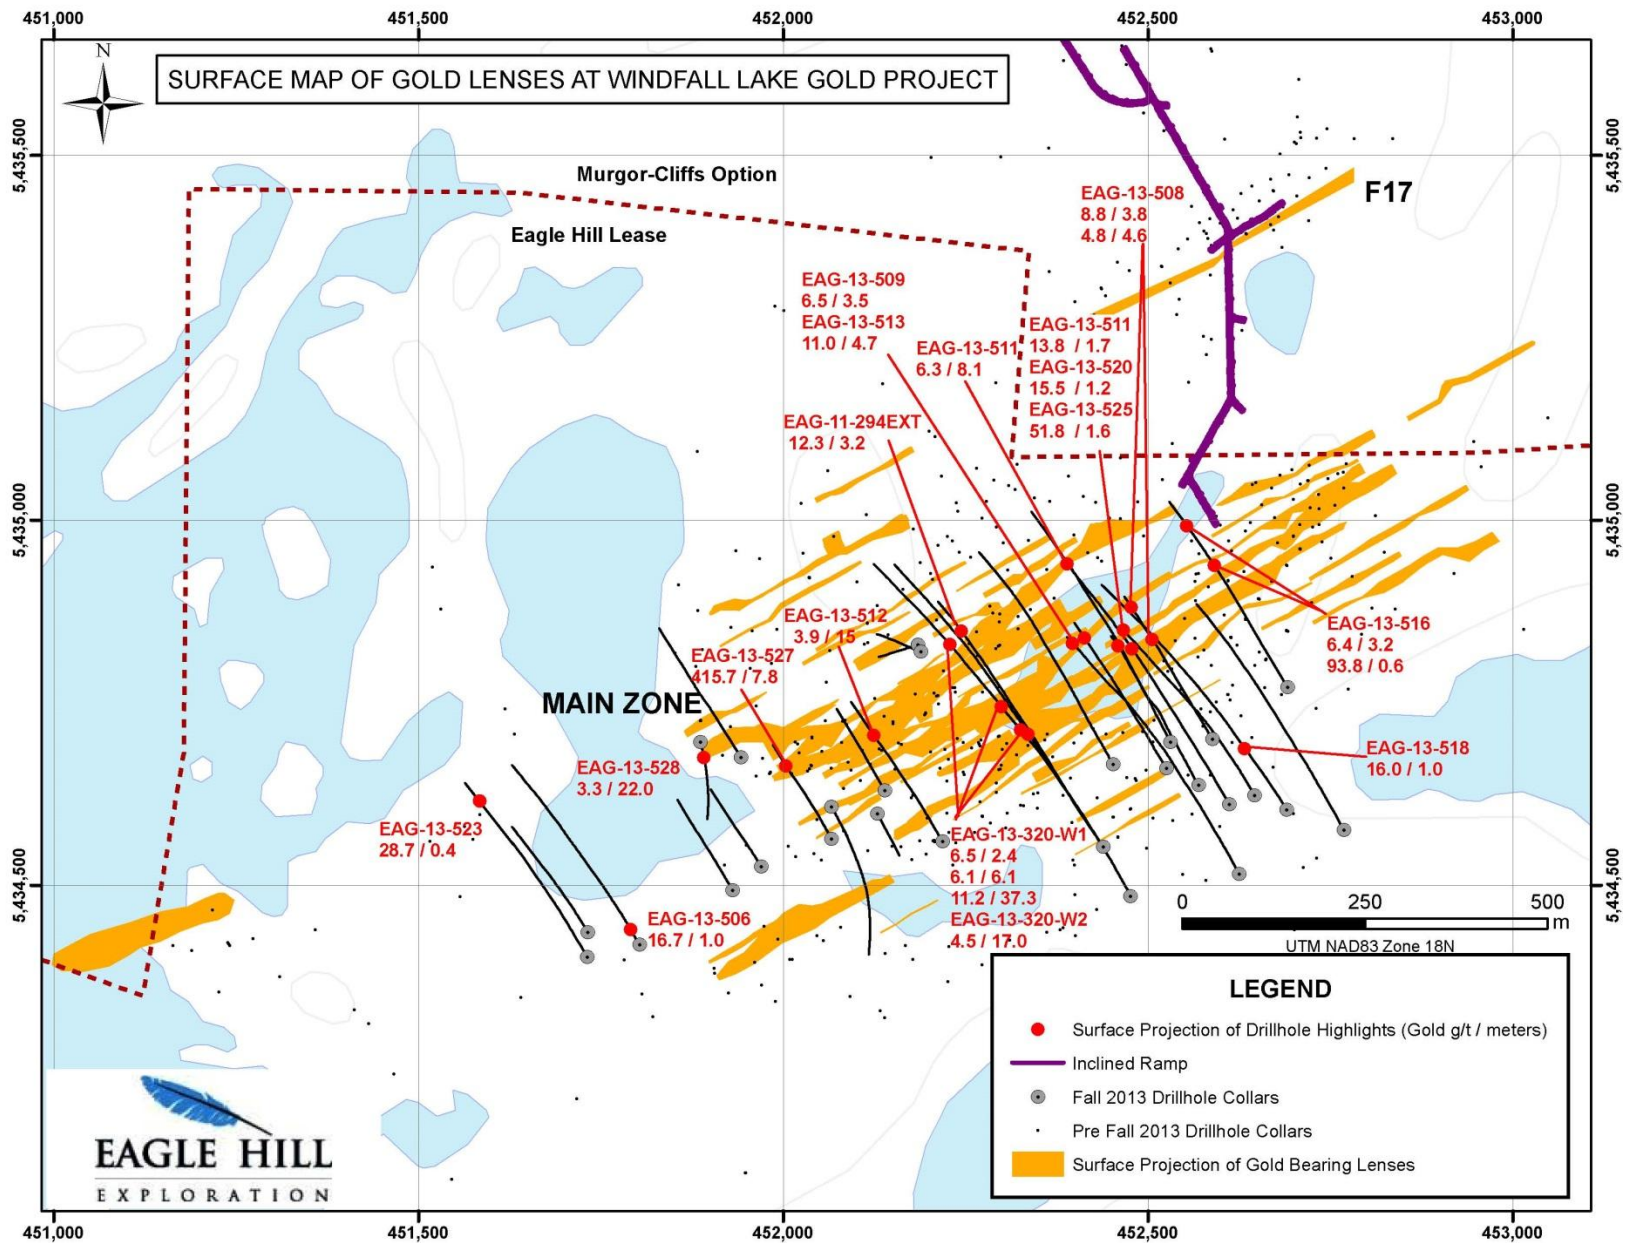 451,000
451,500
452,000
452,500
453,000
N
SURFACE MAP OF GOLD LENSES AT WINDFALL LAKE GOLD PROJECT
5,435,500
5,435,500
Murgor-Cliffs Option
Eagle Hill Lease
F17
EAG-13-508
8.8 / 3.8
4.8 / 4.6
EAG-13-509
6.5 / 3.5
EAG-13-513
11.0 / 4.7
EAG-13-511
6.3 / 8.1
EAG-13-511
13.8 / 1.7
EAG-13-520
15.5 / 1.2
EAG-13-525
51.8 / 1.6
EAG-11-294EXT
12.3 / 3.2
5,435,000
5,435,000
EAG-13-512
3.9 / 15
EAG-13-516
6.4 / 3.2
93.8 / 0.6
EAG-13-527
415.7 / 7.8
MAIN ZONE
EAG-13-528
3.3 / 22.0
EAG-13-518
16.0 / 1.0
EAG-13-523
28.7 / 0.4
EAG-13-320-W1
6.5 / 2.4
6.1 / 6.1
11.2 / 37.3
EAG-13-320-W2
4.5 / 17.0
EAG-13-506
16.7 / 1.0
5,434,500
5,434,500
0 250 500
m
UTM NAD83 Zone 18N
LEGEND
Surface Projection of Drillhole Highlights (Gold g/t / meters)
Inclined Ramp
Fall 2013 Drillhole Collars
Pre Fall 2013 Drillhole Collars
Surface Projection of Gold Bearing Lenses
EAGLE HILL
EXPLORATION
451,000
451,500
452,000
452,500
453,000